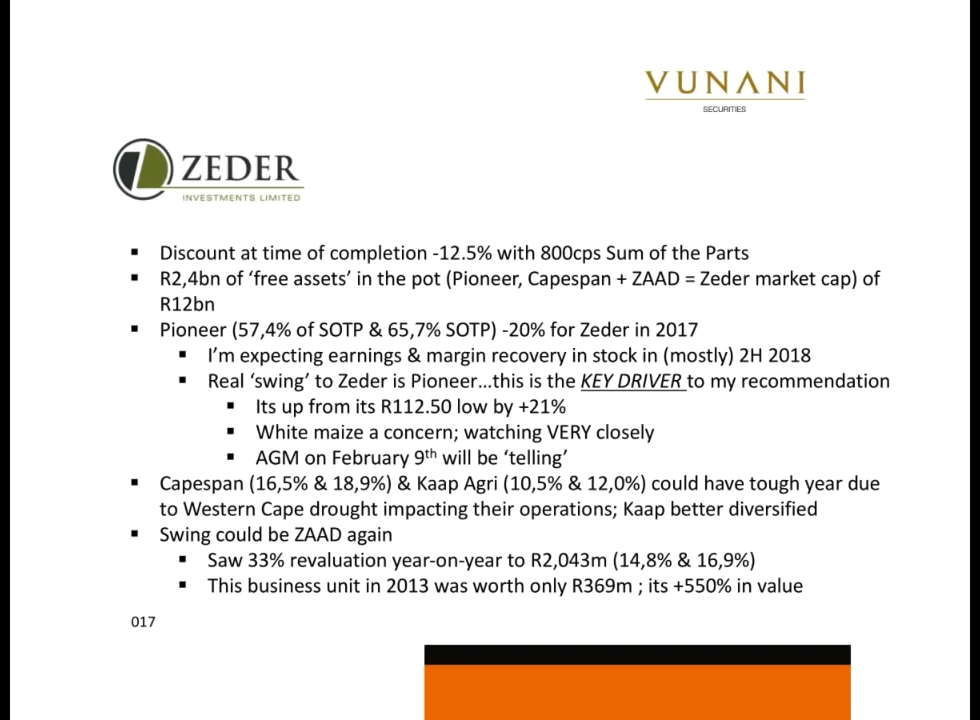 VUNANI
SECURITIES
ZEDER
INVESTMENTS LIMITED
▪ Discount at time of completion -12.5% with 800cps Sum of the Parts
▪ R2,4bn of ‘free assets’ in the pot (Pioneer, Capespan + ZAAD = Zeder market cap) of
R12bn
▪ Pioneer (57,4% of SOTP & 65,7% SOTP) -20% for Zeder in 2017
▪ I’m expecting earnings & margin recovery in stock in (mostly) 2H 2018
▪ Real ‘swing’ to Zeder is Pioneer…this is the KEY DRIVER to my recommendation
▪ Its up from its R112.50 low by +21%
▪ White maize a concern; watching VERY closely
▪ AGM on February 9th will be ‘telling’
▪ Capespan (16,5% & 18,9%) & Kaap Agri (10,5% & 12,0%) could have tough year due
to Western Cape drought impacting their operations; Kaap better diversified
▪ Swing could be ZAAD again
▪ Saw 33% revaluation year-on-year to R2,043m (14,8% & 16,9%)
▪ This business unit in 2013 was worth only R369m ; its +550% in value
017